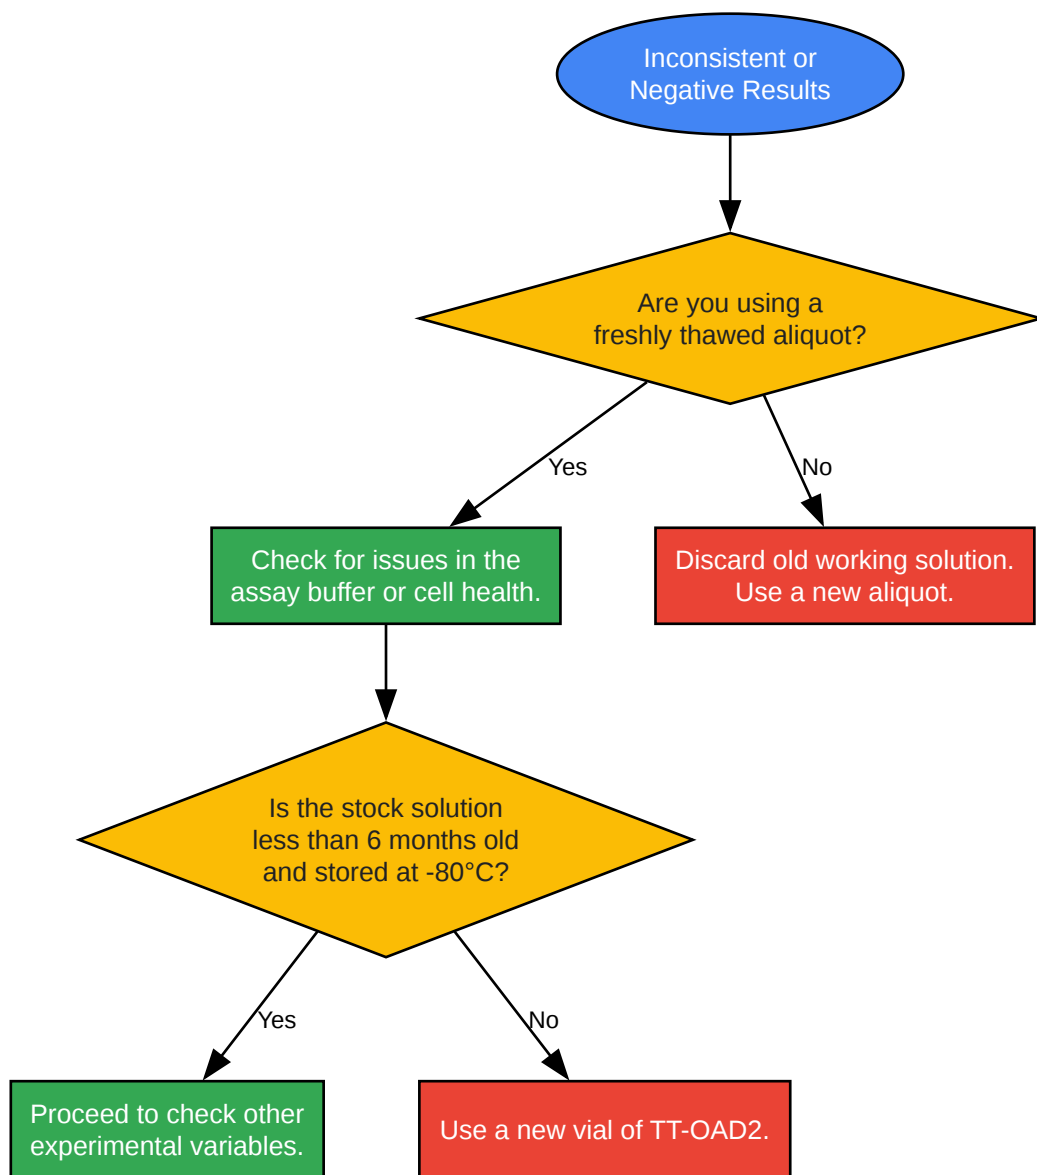 Inconsistent or
Negative Results
Are you using a
freshly thawed aliquot?
Yes
No
Check for issues in the
assay buffer or cell health.
Discard old working solution.
Use a new aliquot.
Is the stock solution
less than 6 months old
and stored at -80°C?
Yes
No
Proceed to check other
experimental variables.
Use a new vial of TT-OAD2.